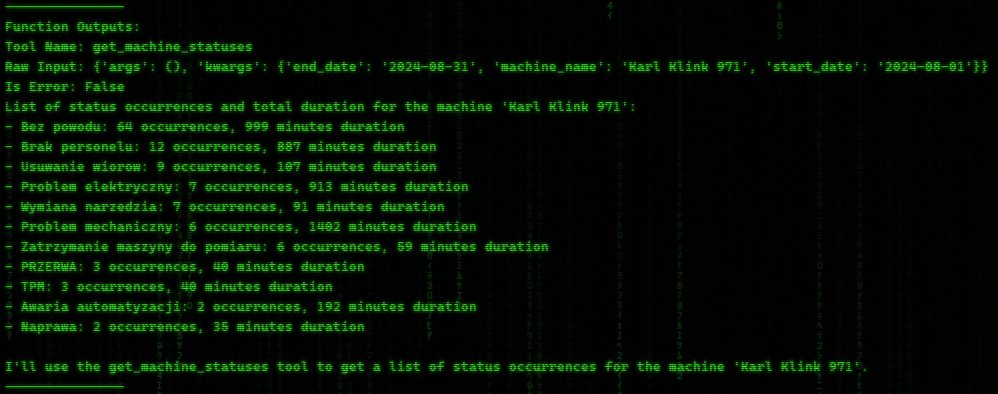 Function Outputs:
Tool Name: get_machine_statuses
Raw Input: {'args': (), 'kwargs': {'end_date': '2024-08-31', 'machine_name': 'Karl Klink 971', 'start_date': '2024-08-01'}}
Is Error: False
List of status occurrences and total duration for the machine 'Karl Klink 971':
- Bez powodu: 64 occurrences, 999 minutes duration
- Brak personelu: 12 occurrences, 887 minutes duration
- Usuwanie wiorow: 9 occurrences, 107 minutes duration
- Problem elektryczny: 7 occurrences, 913 minutes duration
- Wymiana narzedzia: 7 occurrences, 91 minutes duration
- Problem mechaniczny: 6 occurrences, 1402 minutes duration
- Zatrzymanie maszyny do pomiaru: 6 occurrences, 59 minutes duration
- PRZERWA: 3 occurrences, 40 minutes duration
- TPM: 3 occurrences, 40 minutes duration
- Awaria automatyzacji: 2 occurrences, 192 minutes duration
- Naprawa: 2 occurrences, 35 minutes duration
I'll use the get_machine_statuses tool to get a list of status occurrences for the machine 'Karl Klink 971'.